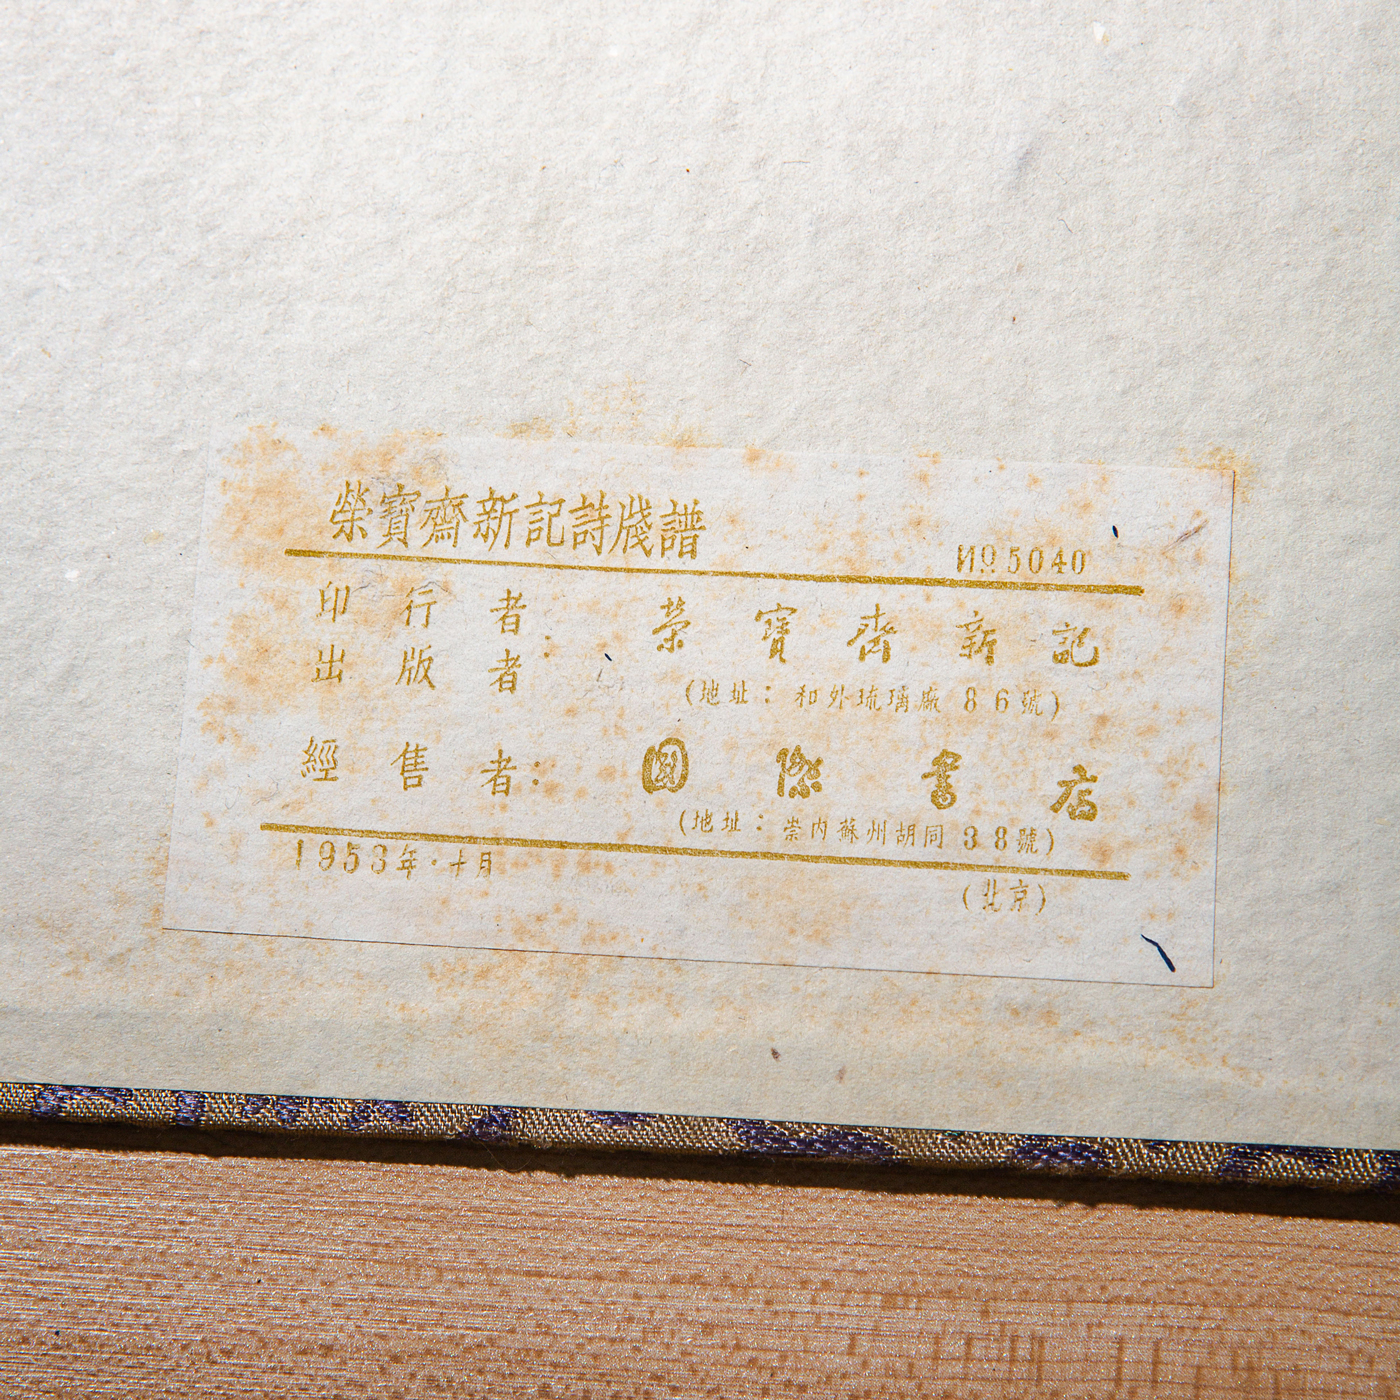 榮寶齋新記詩牋譜
№ 5040
印行者
出版者
: 榮寶齋新記
(地址：和外琉璃廠86號)
經售者: 國際書店
(地址：崇內蘇州胡同38號)
1953年·十月
(北京)